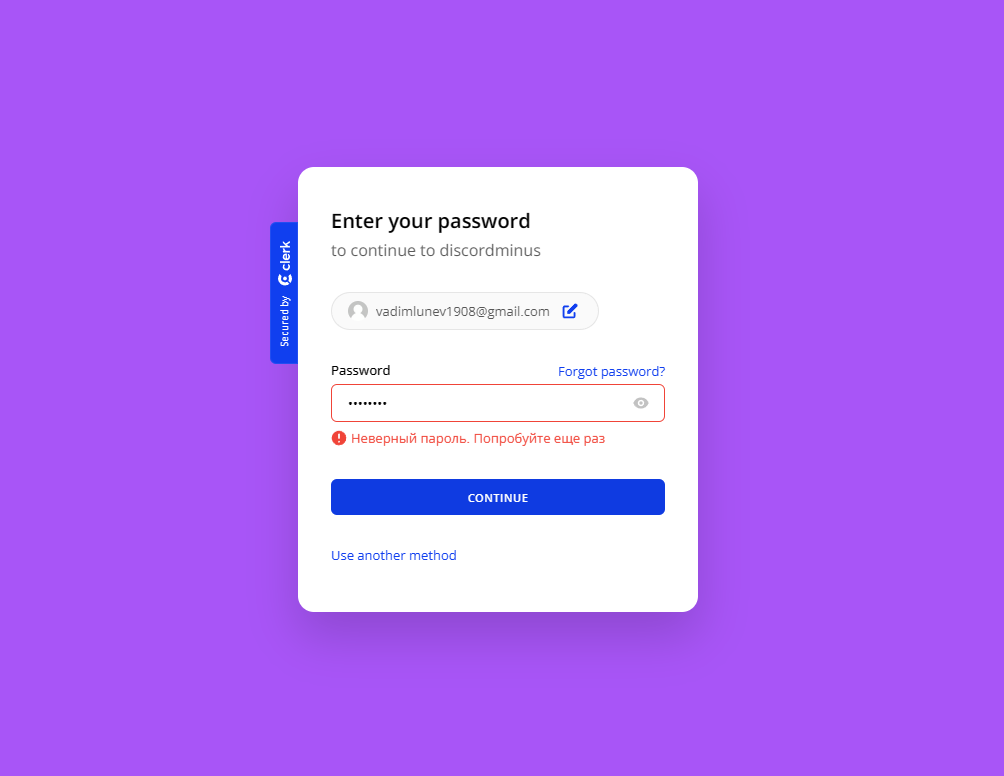 Enter your password
to continue to discordminus
Secured by clerk
vadimlunev1908@gmail.com
Password
Forgot password?
••••••••
Неверный пароль. Попробуйте еще раз
CONTINUE
Use another method